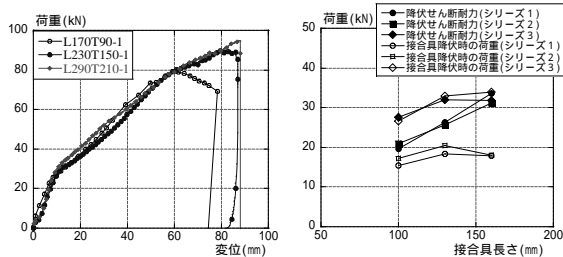 荷重(kN)
100
80
60
40
20
0
L170T90-1
L230T150-1
L290T210-1
0 20 40 60 80 100
変位(㎜)
荷重(kN)
50
40
30
20
10
0
降伏せん断耐力(シリーズ1)
降伏せん断耐力(シリーズ2)
降伏せん断耐力(シリーズ3)
接合具降伏時の荷重(シリーズ1)
接合具降伏時の荷重(シリーズ2)
接合具降伏時の荷重(シリーズ3)
50 100 150 200
接合具長さ(㎜)